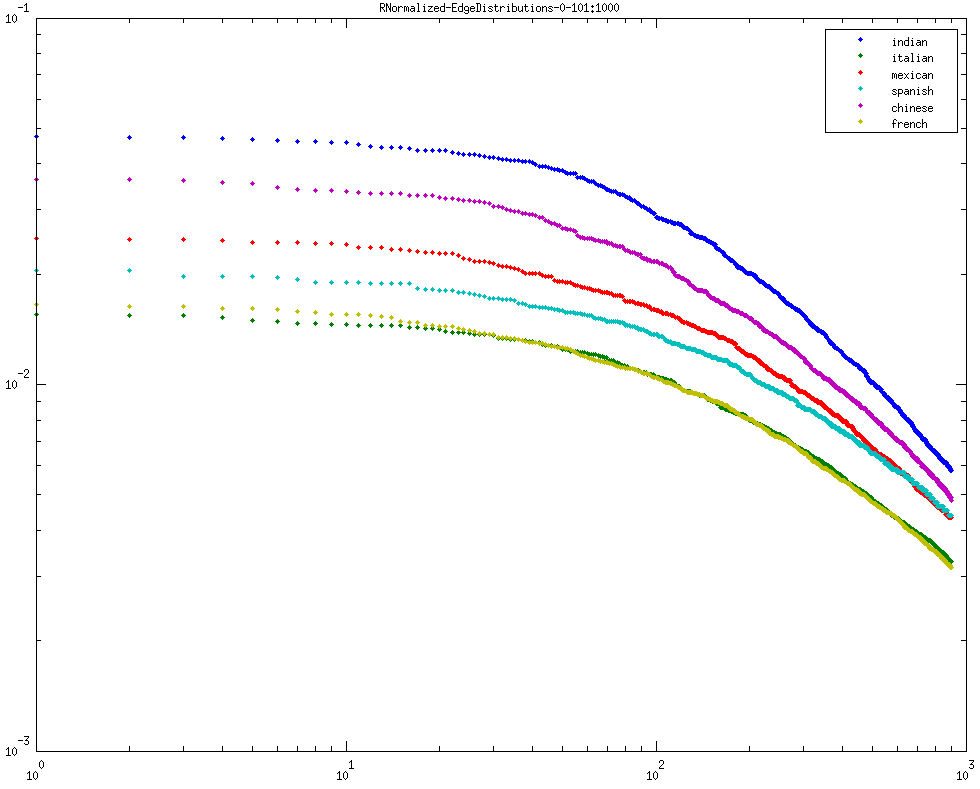 RNormalized-EdgeDistributions-0-101:1000
10^-1
indian
italian
mexican
spanish
chinese
french
10^-2
10^-3
10^0 10^1 10^2 10^3